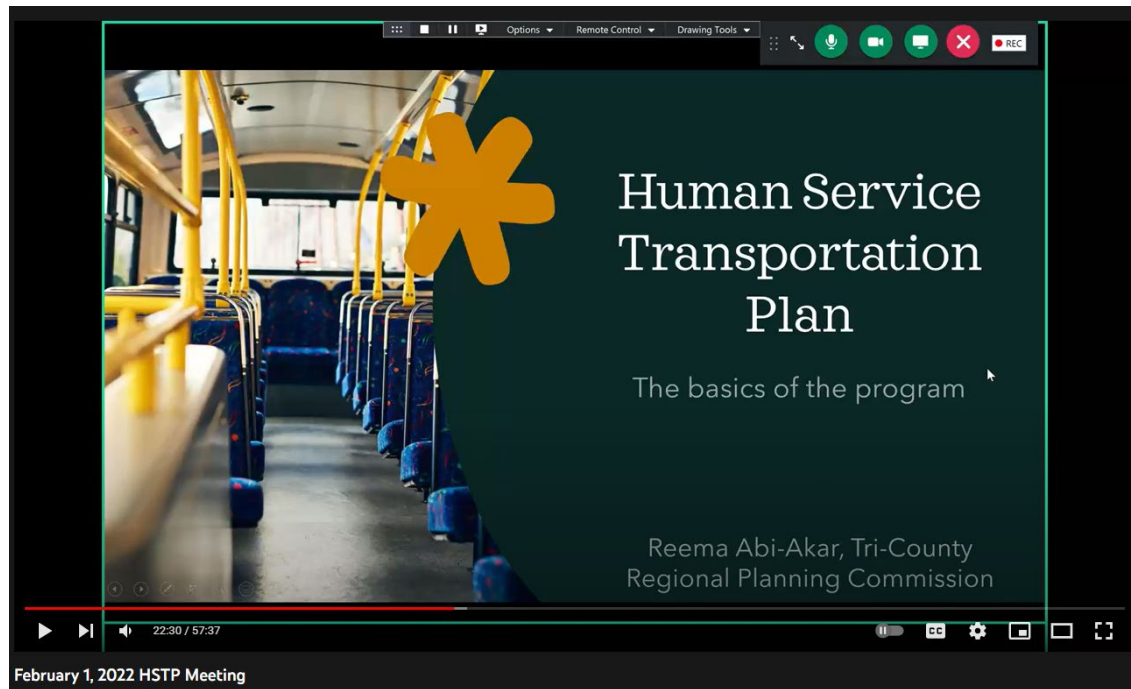 Options
Remote Control
Drawing Tools
REC
Human Service
Transportation
Plan
The basics of the program
Reema Abi-Akar, Tri-County
Regional Planning Commission
22:30 / 57:37
CC
February 1, 2022 HSTP Meeting